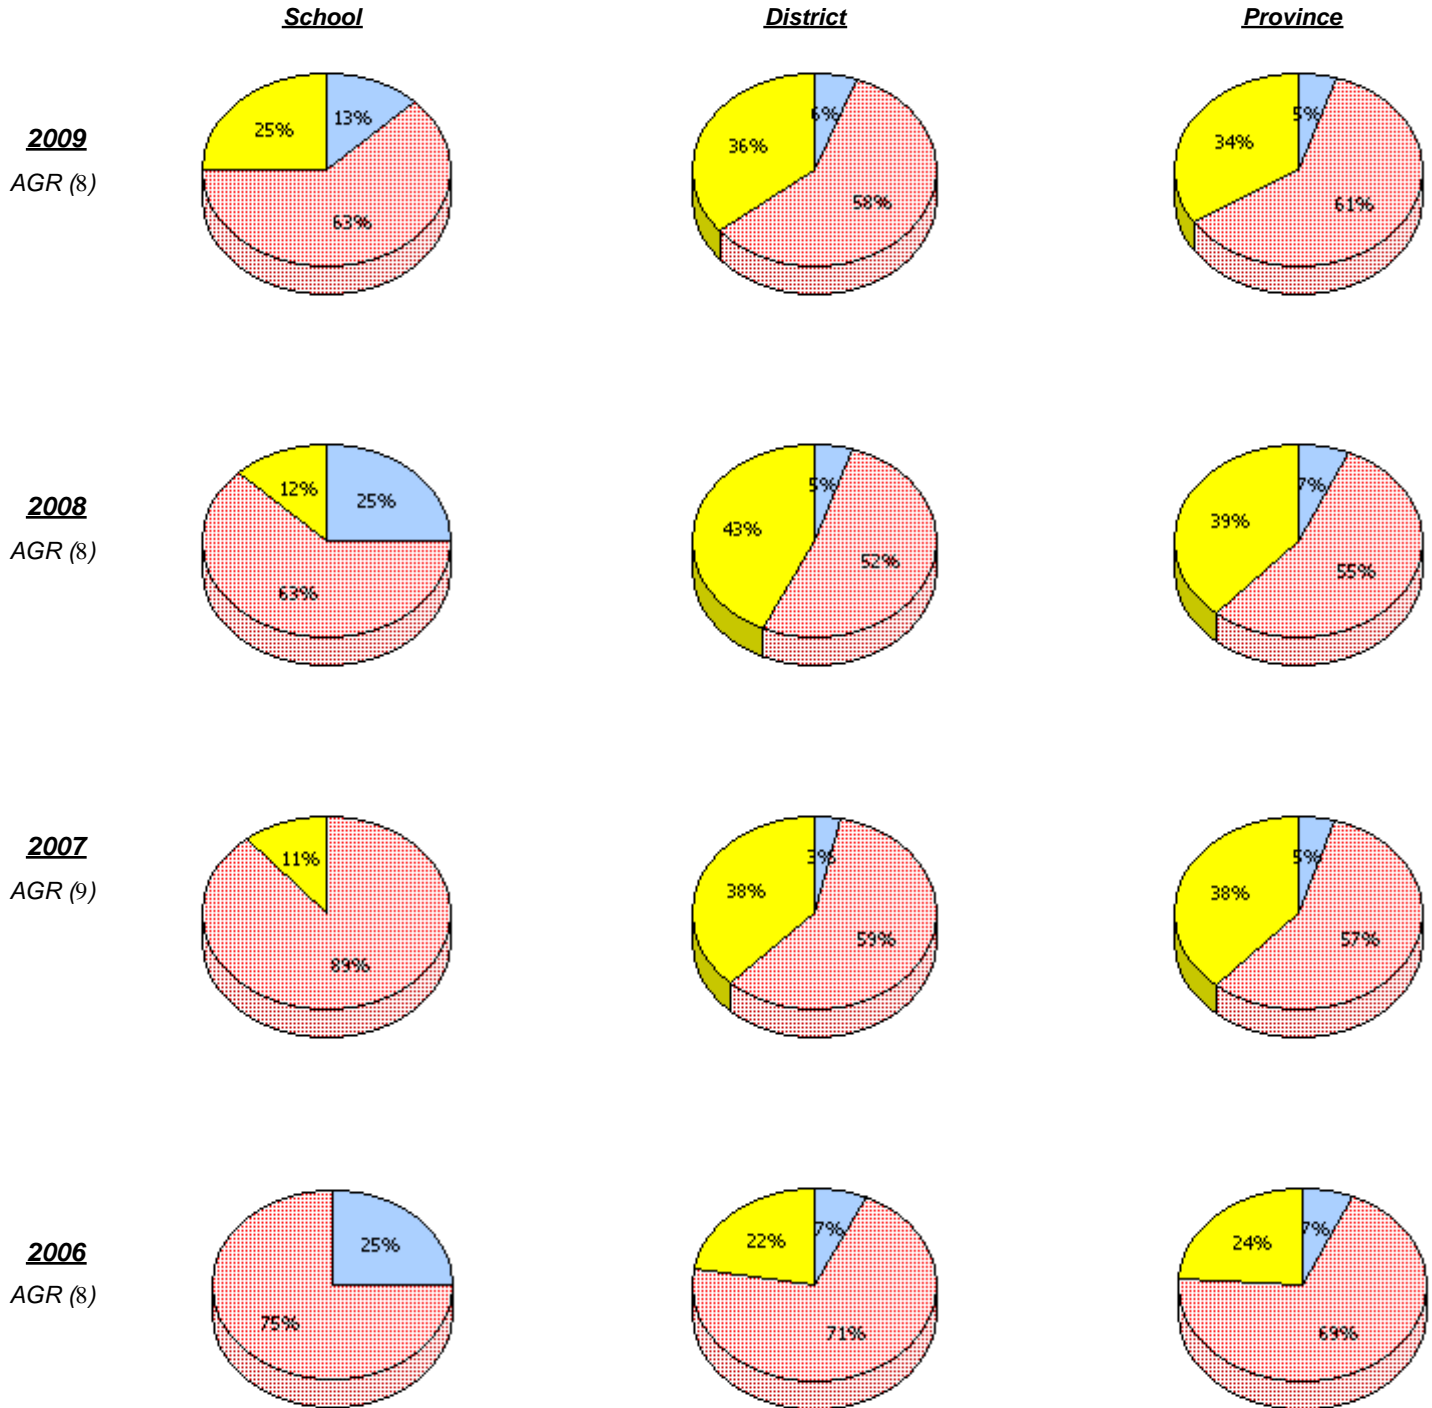 School District Province
2009
AGR (8)
25% 13% 63%
36% 6% 58%
34% 5% 61%
2008
AGR (8)
12% 25% 63%
43% 5% 52%
39% 7% 55%
2007
AGR (9)
11% 89%
38% 3% 59%
38% 5% 57%
2006
AGR (8)
25% 75%
22% 7% 71%
24% 7% 69%